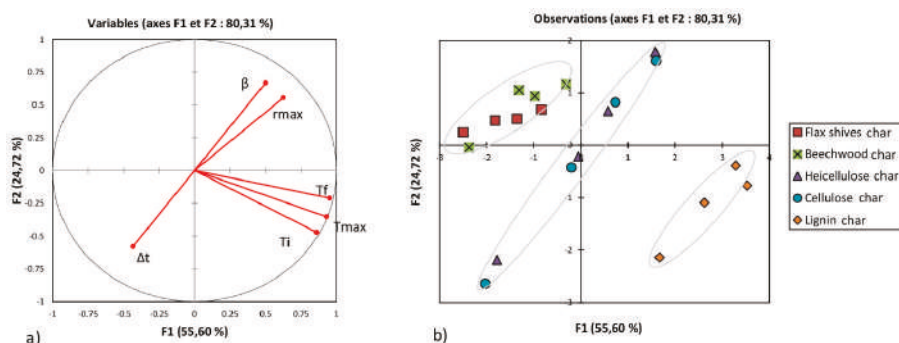 Variables (axes F1 et F2 : 80,31 %)
1
0.75
0.5
0.25
0
-0.25
-0.5
-0.75
-1
F2 (24,72 %)
β
rmax
Tf
Tmax
Ti
Δt
-1 -0.75 -0.5 -0.25 0 0.25 0.5 0.75 1
F1 (55,60 %)
a)
Observations (axes F1 et F2 : 80,31 %)
2
1
-3 -2 -1 0 1 2 3 4
-1
-2
-3
F2 (24,72 %)
F1 (55,60 %)
b)
Flax shives char
Beechwood char
Heicellulose char
Cellulose char
Lignin char